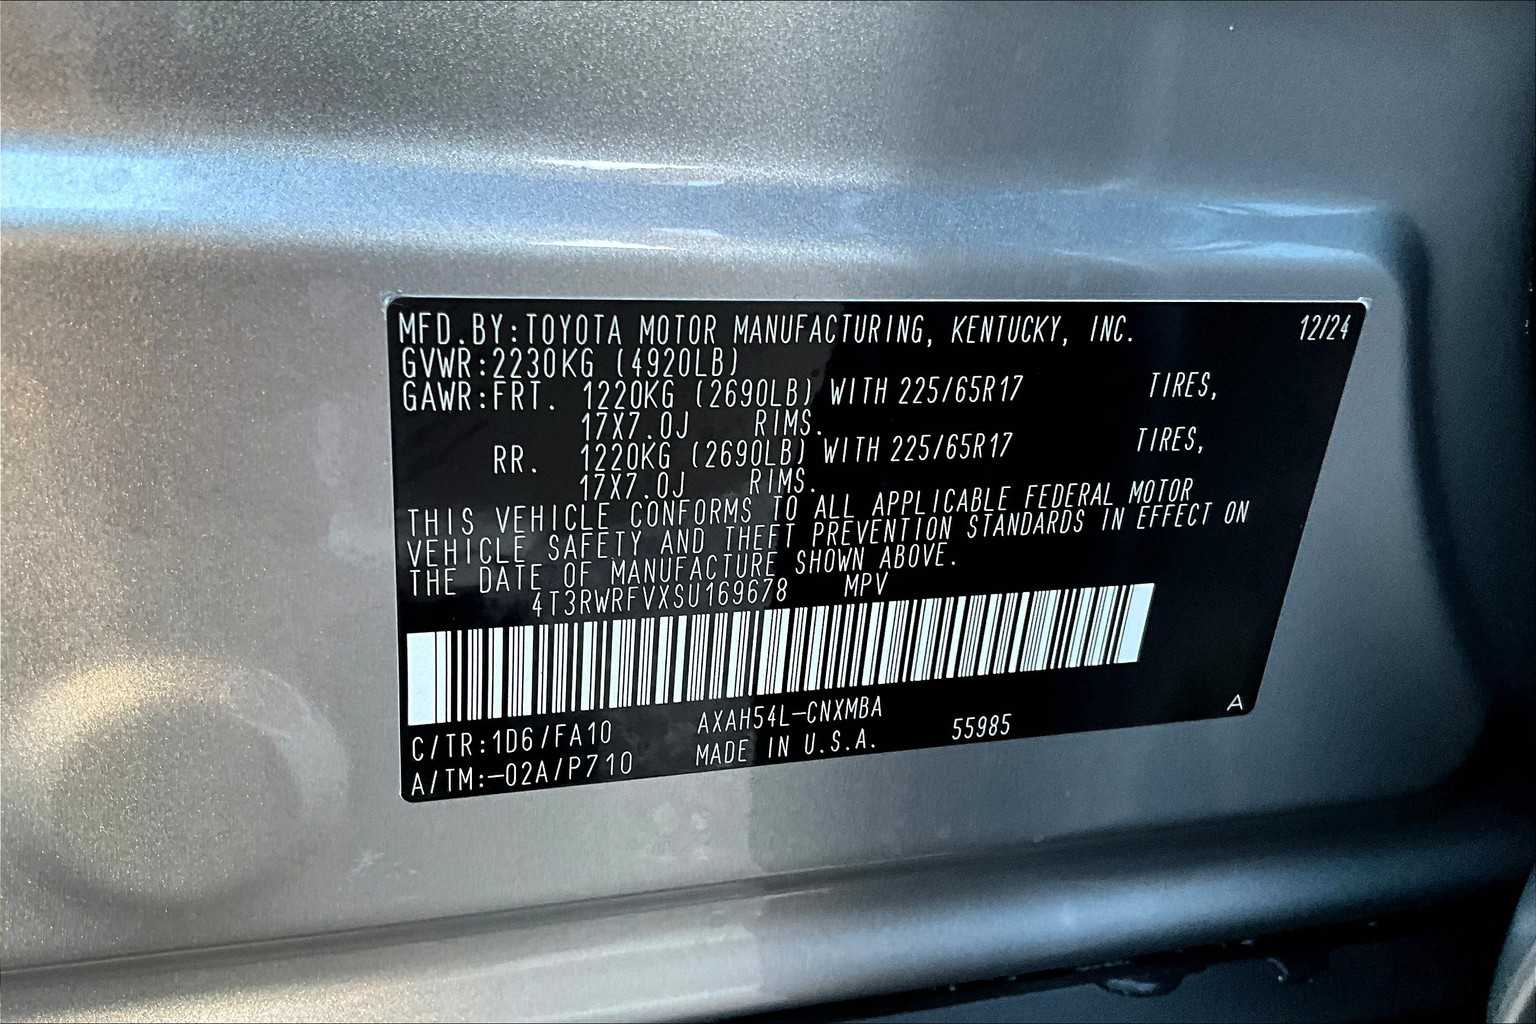 MFD.BY:TOYOTA MOTOR MANUFACTURING, KENTUCKY, INC. 12/24
GVWR:2230KG (4920LB)
GAWR:FRT. 1220KG (2690LB) WITH 225/65R17 TIRES,
17X7.0J RIMS.
RR. 1220KG (2690LB) WITH 225/65R17 TIRES,
17X7.0J RIMS.
THIS VEHICLE CONFORMS TO ALL APPLICABLE FEDERAL MOTOR
VEHICLE SAFETY AND THEFT PREVENTION STANDARDS IN EFFECT ON
THE DATE OF MANUFACTURE SHOWN ABOVE.
4T3RWRFVXSU169678 MPV
C/TR:1D6/FA10 AXAH54L-CNXMBA A
A/TM:-02A/P710 MADE IN U.S.A. 55985